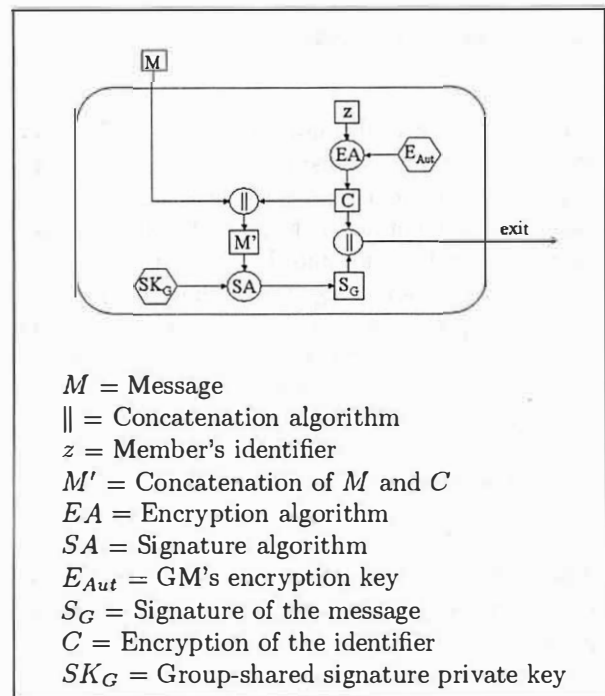 M
z
EA
E_Aut
|| C
M' ||
exit
SK_G SA S_G
M = Message
|| = Concatenation algorithm
z = Member's identifier
M' = Concatenation of M and C
EA = Encryption algorithm
SA = Signature algorithm
E_Aut = GM's encryption key
S_G = Signature of the message
C = Encryption of the identifier
SK_G = Group-shared signature private key